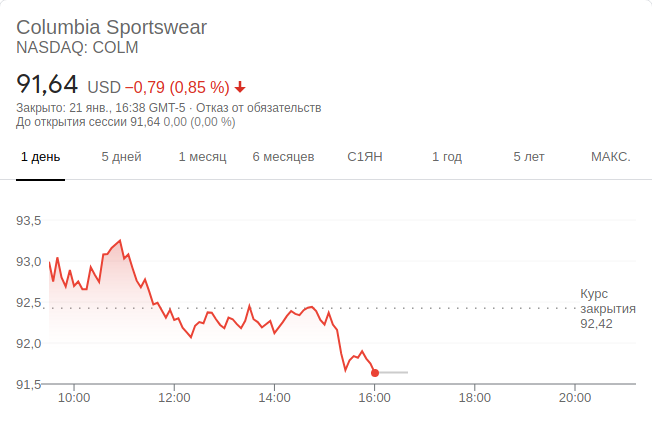 Columbia Sportswear
NASDAQ: COLM
91,64 USD −0,79 (0,85 %)
Закрыто: 21 янв., 16:38 GMT-5 · Отказ от обязательств
До открытия сессии 91,64 0,00 (0,00 %)
1 день 5 дней 1 месяц 6 месяцев С1ЯН 1 год 5 лет МАКС.
93,5
93,0
92,5
92,0
91,5
Курс
закрытия
92,42
10:00 12:00 14:00 16:00 18:00 20:00